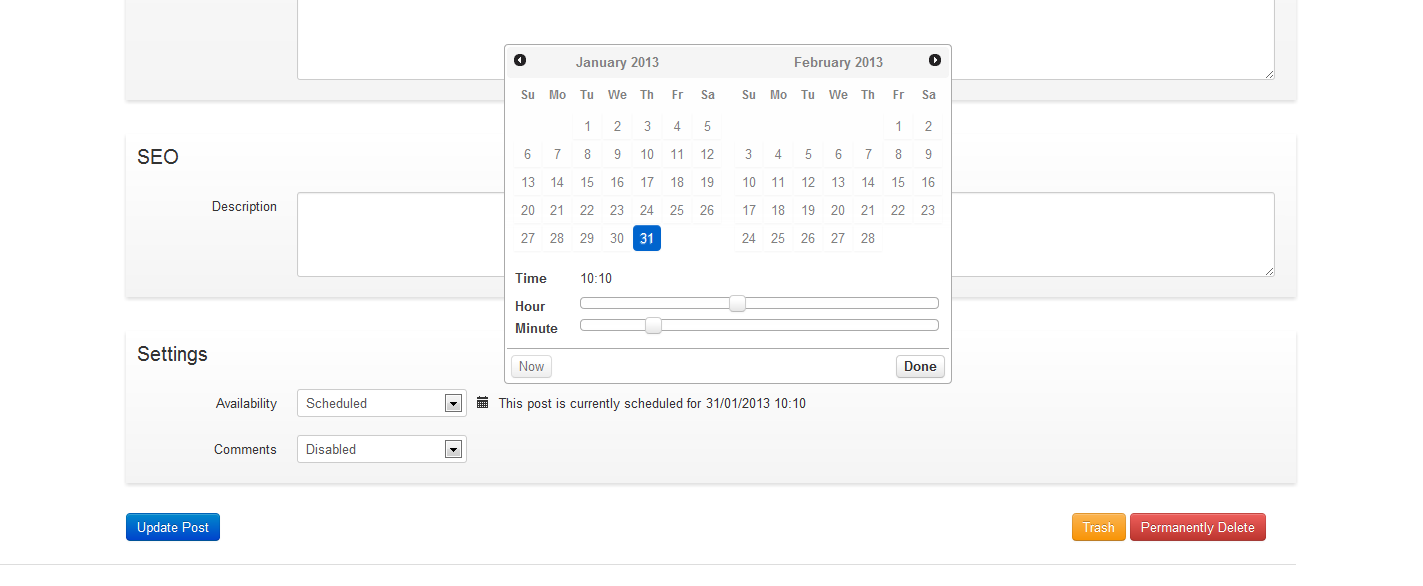 January 2013 February 2013
Su Mo Tu We Th Fr Sa Su Mo Tu We Th Fr Sa
1 2 3 4 5 1 2
6 7 8 9 10 11 12 3 4 5 6 7 8 9
13 14 15 16 17 18 19 10 11 12 13 14 15 16
20 21 22 23 24 25 26 17 18 19 20 21 22 23
27 28 29 30 31 24 25 26 27 28
Time 10:10
Hour
Minute
Now Done
SEO
Description
Settings
Availability Scheduled This post is currently scheduled for 31/01/2013 10:10
Comments Disabled
Update Post Trash Permanently Delete